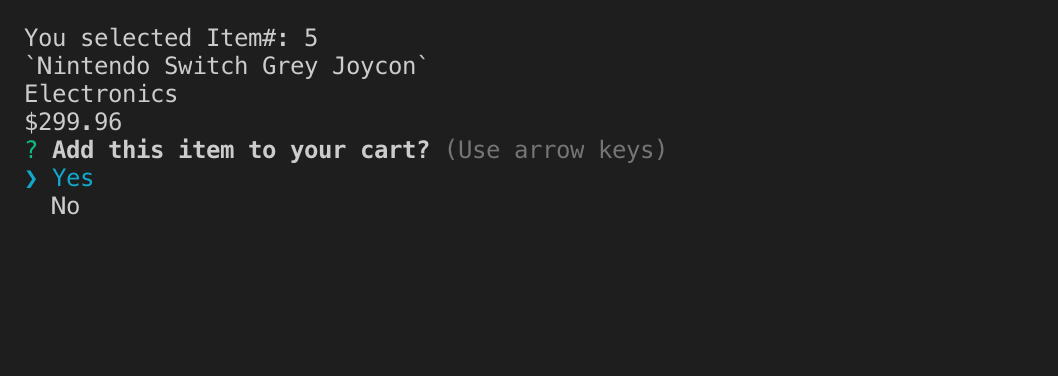 You selected Item#: 5
`Nintendo Switch Grey Joycon`
Electronics
$299.96
? Add this item to your cart? (Use arrow keys)
❯ Yes
No